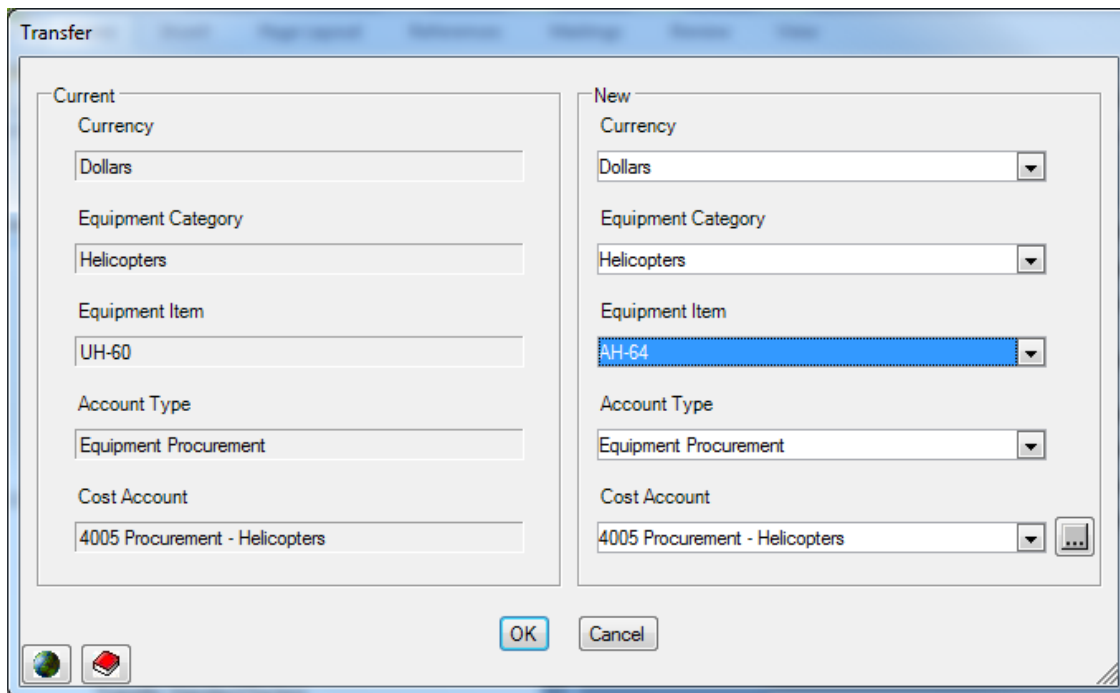 Transfer
Current
Currency
Dollars
Equipment Category
Helicopters
Equipment Item
UH-60
Account Type
Equipment Procurement
Cost Account
4005 Procurement - Helicopters
New
Currency
Dollars
Equipment Category
Helicopters
Equipment Item
AH-64
Account Type
Equipment Procurement
Cost Account
4005 Procurement - Helicopters
...
OK
Cancel